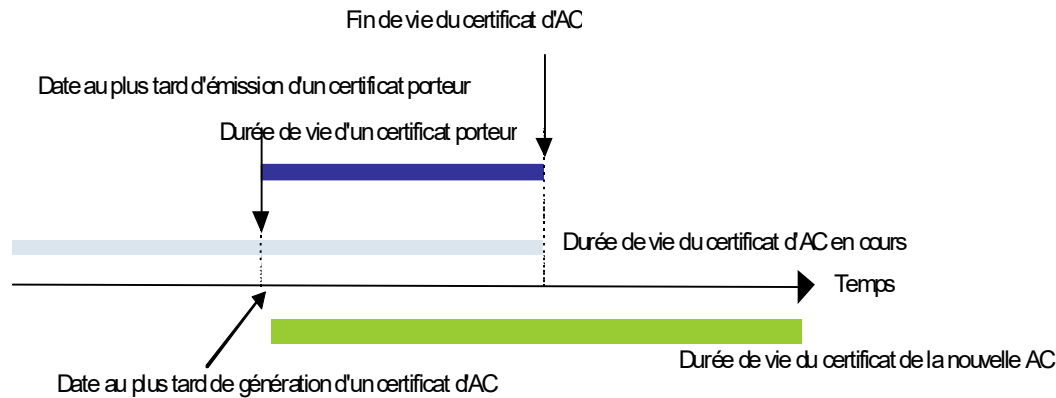 Fin de vie du certificat d'AC
Date au plus tard d'émission d'un certificat porteur
Durée de vie d'un certificat porteur
Durée de vie du certificat d'AC en cours
Temps
Durée de vie du certificat de la nouvelle AC
Date au plus tard de génération d'un certificat d'AC